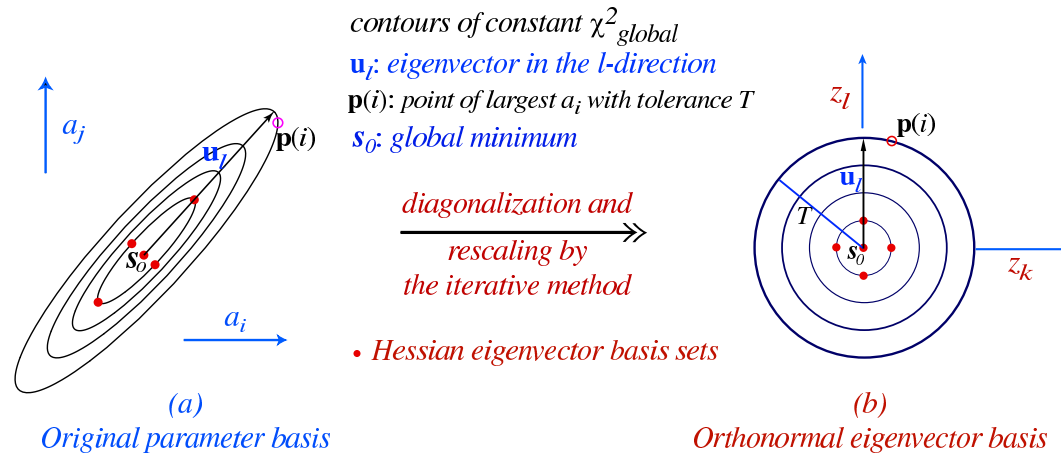 contours of constant χ²global
u_l: eigenvector in the l-direction
p(i): point of largest a_i with tolerance T
s_0: global minimum
a_j
u_l
p(i)
s_0
a_i
diagonalization and
rescaling by
the iterative method
• Hessian eigenvector basis sets
z_l
p(i)
u_l
T
s_0
z_k
(a)
Original parameter basis
(b)
Orthonormal eigenvector basis